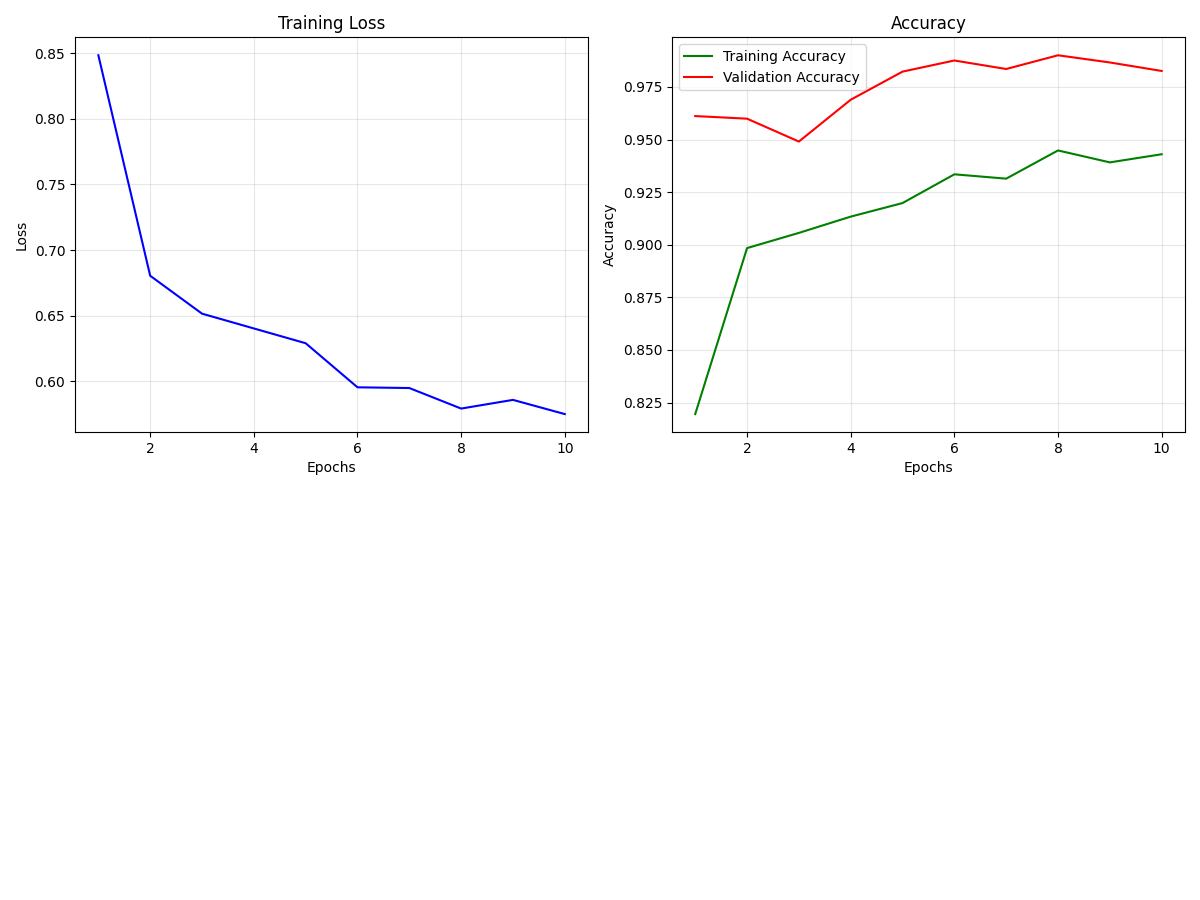 Training Loss
0.85
0.80
0.75
0.70
0.65
0.60
Loss
2 4 6 8 10
Epochs
Accuracy
Training Accuracy
Validation Accuracy
0.975
0.950
0.925
0.900
0.875
0.850
0.825
Accuracy
2 4 6 8 10
Epochs